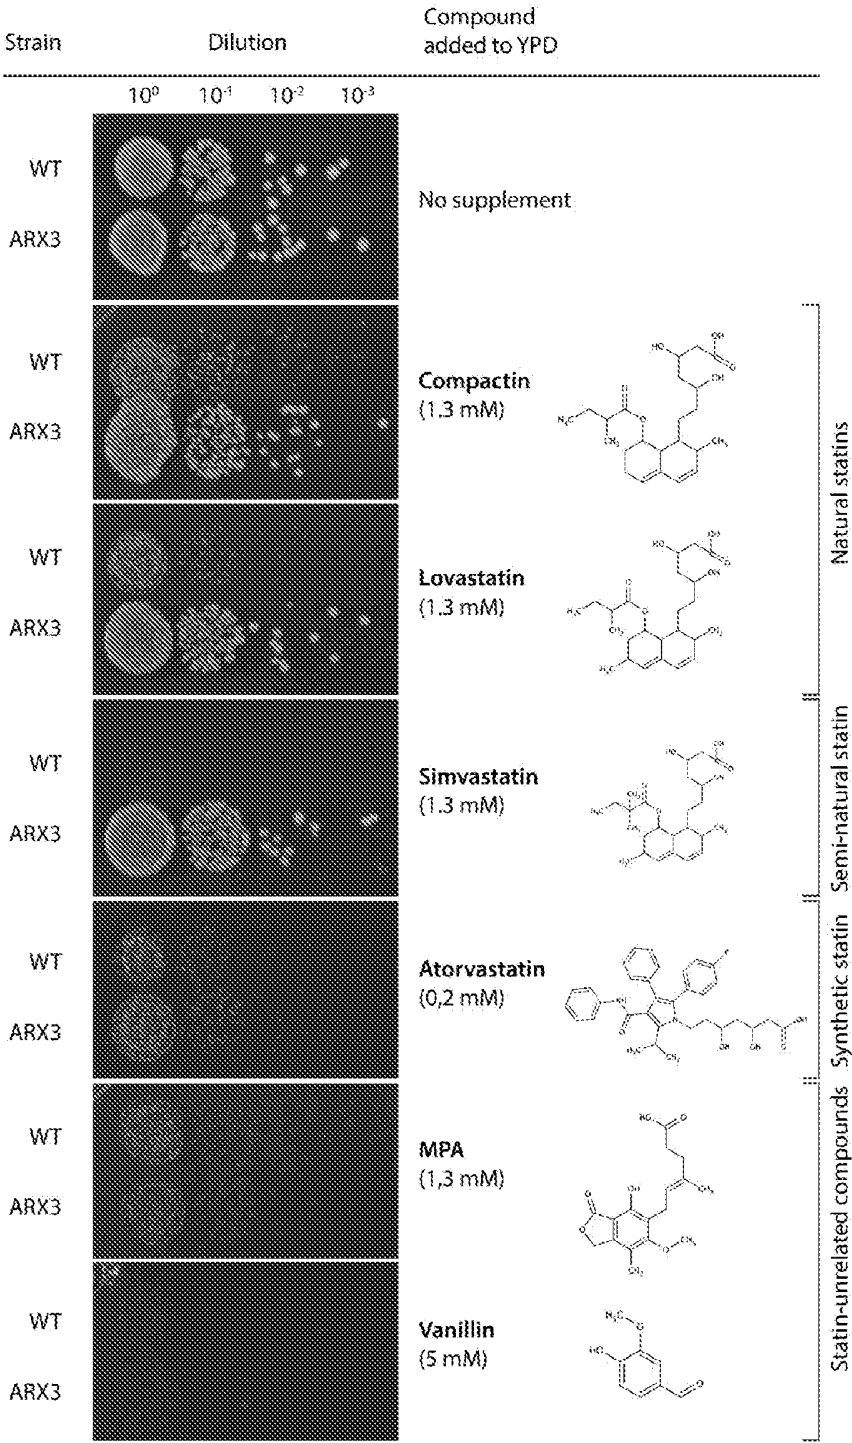 Strain Dilution Compound
added to YPD
10⁰ 10⁻¹ 10⁻² 10⁻³
WT
ARX3
No supplement
WT
ARX3
Compactin
(1.3 mM)
WT
ARX3
Lovastatin
(1.3 mM)
Natural statins
WT
ARX3
Simvastatin
(1.3 mM)
Semi-natural statin
WT
ARX3
Atorvastatin
(0,2 mM)
Synthetic statin
WT
ARX3
MPA
(1,3 mM)
WT
ARX3
Vanillin
(5 mM)
Statin-unrelated compounds